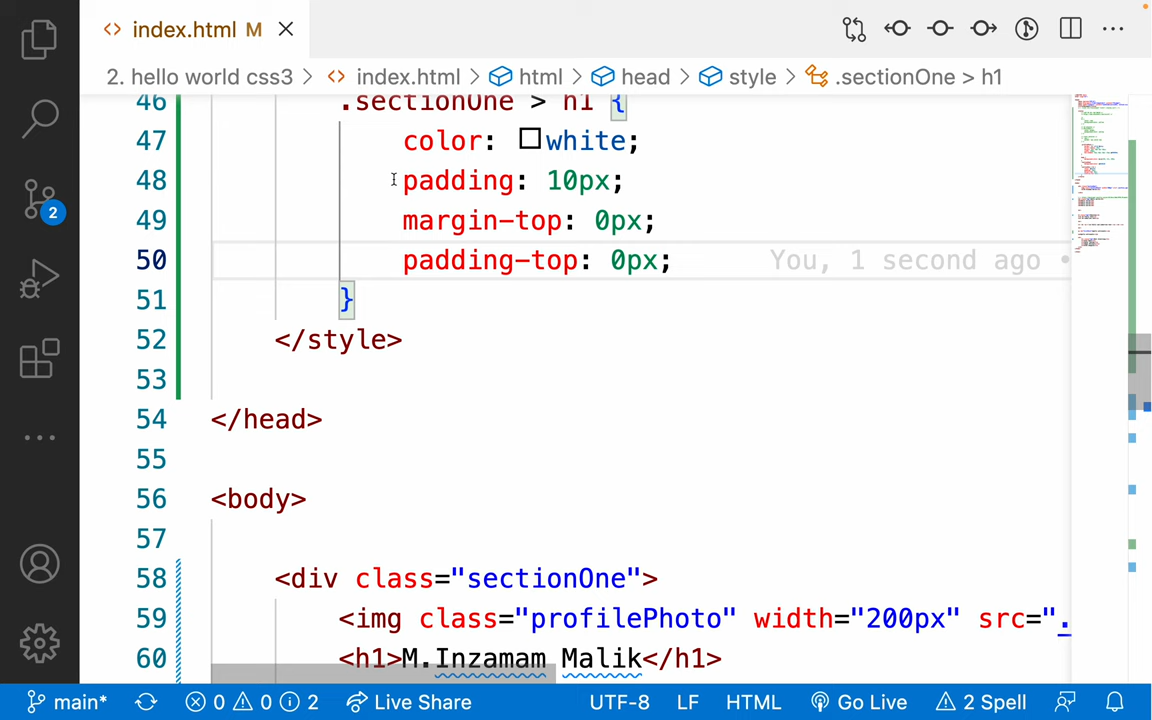 index.html M
2. hello world css3 > index.html > html > head > style > .sectionOne > h1
46 .sectionOne > h1 {
47 color: white;
48 padding: 10px;
49 margin-top: 0px;
50 padding-top: 0px; You, 1 second ago •
51 }
52 </style>
53
54 </head>
55
56 <body>
57
58 <div class="sectionOne">
59 <img class="profilePhoto" width="200px" src=".
60 <h1>M.Inzamam Malik</h1>
2
main* 0 0 2 Live Share UTF-8 LF HTML Go Live 2 Spell